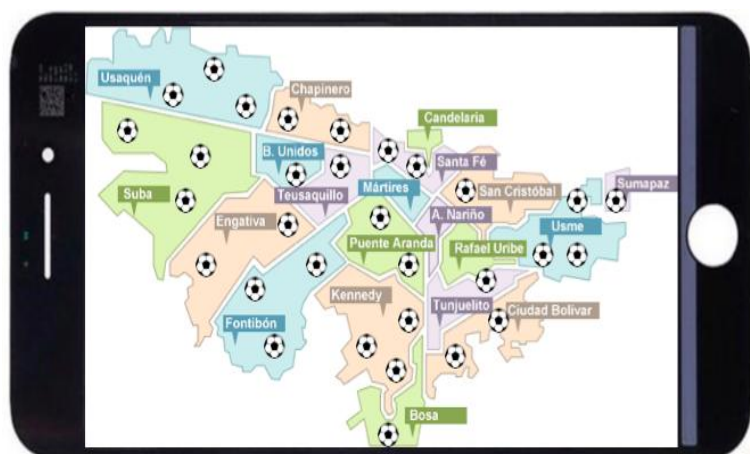 Usaquén
Chapinero
Candelaria
B. Unidos
Santa Fé
Suba
Teusaquillo
Mártires
San Cristóbal
Sumapaz
Engativa
A. Nariño
Puente Aranda
Rafael Uribe
Usme
Kennedy
Tunjuelito
Ciudad Bolivar
Fontibón
Bosa